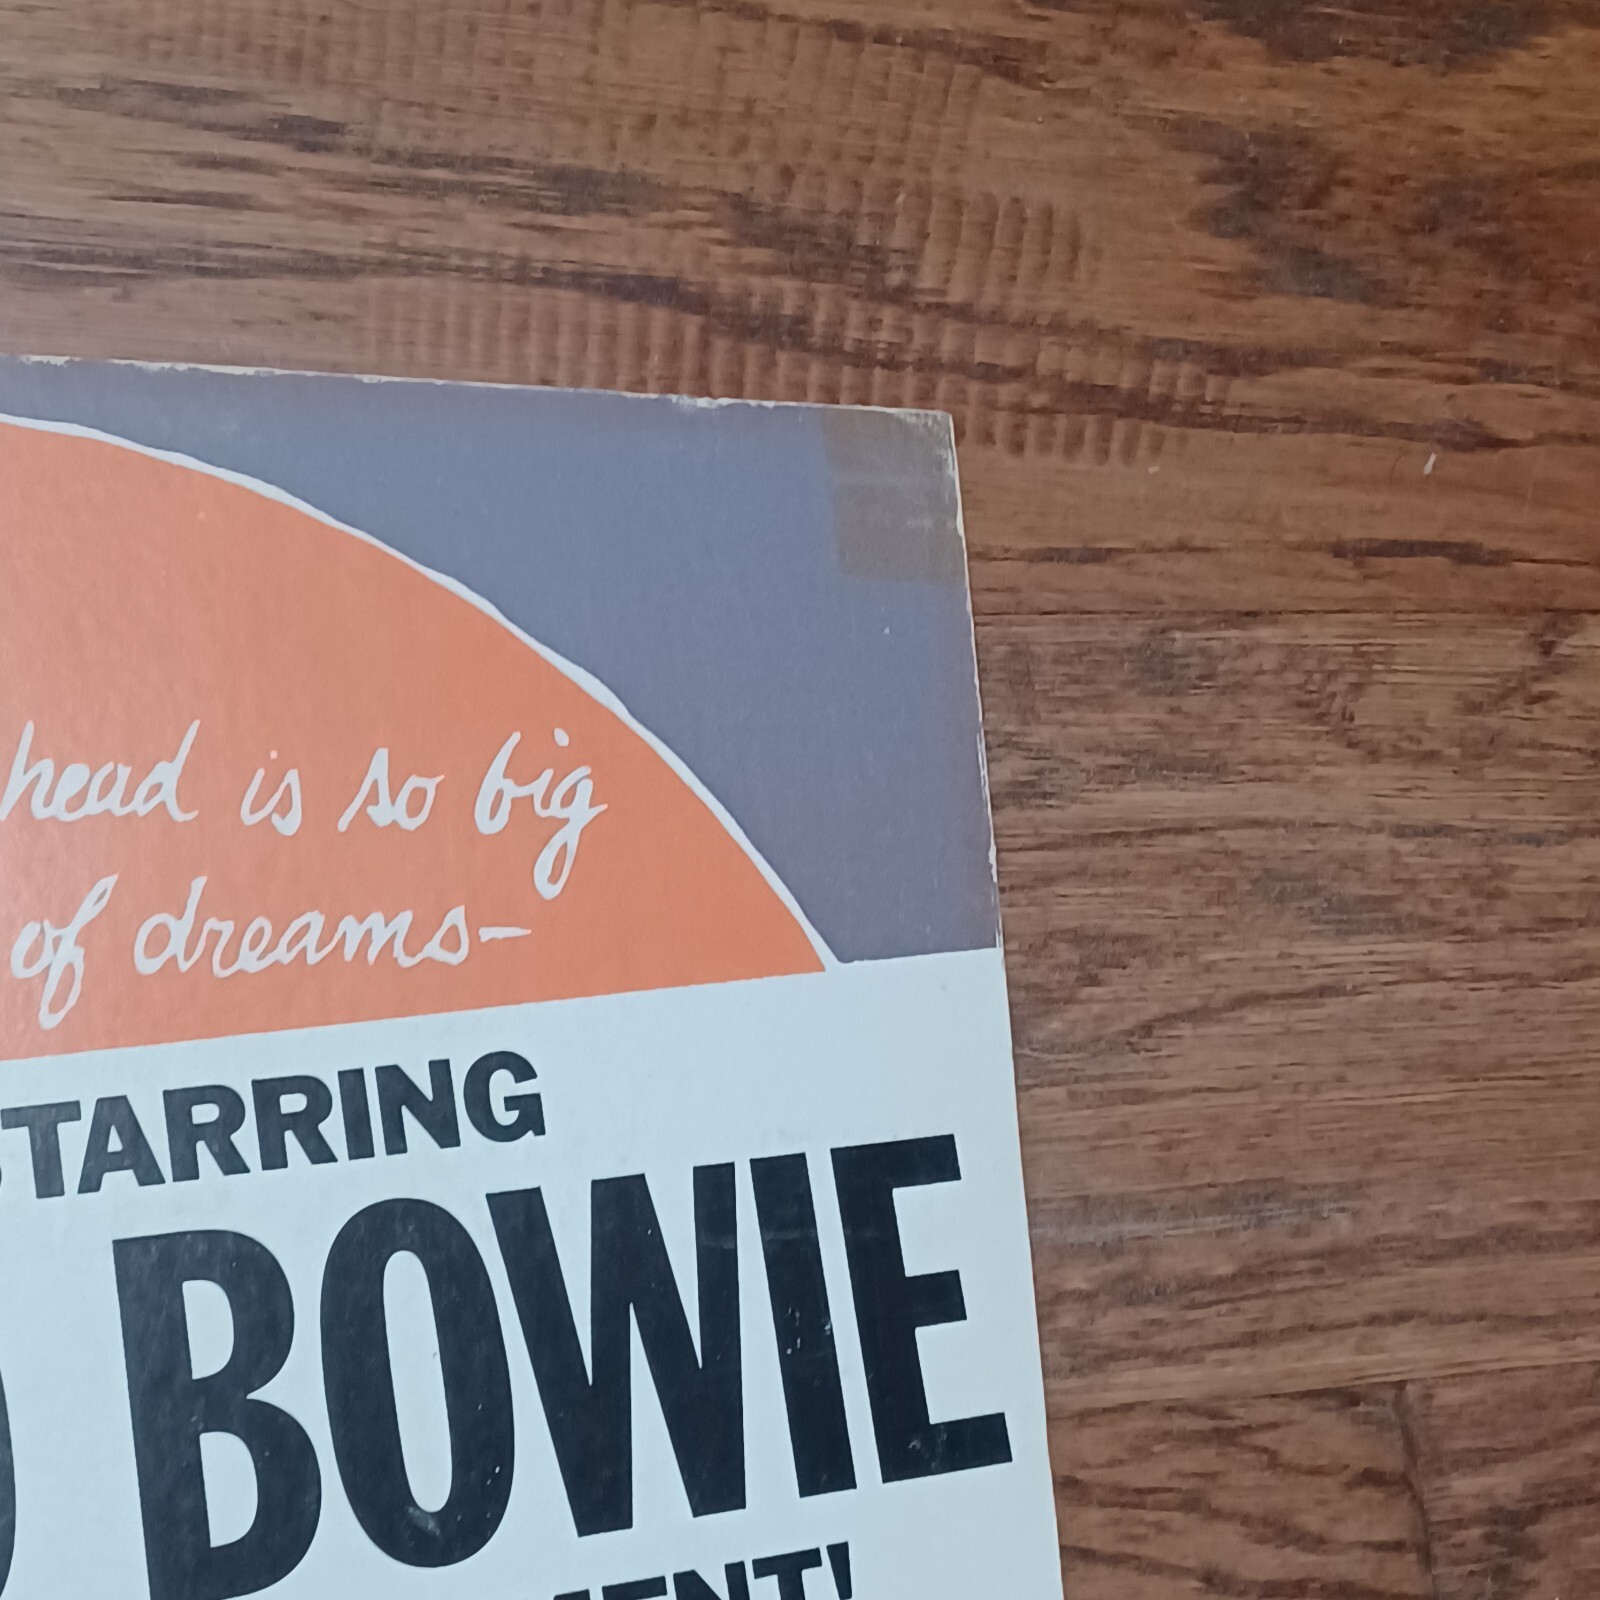 head is so big
of dreams-
STARRING
BOWIE